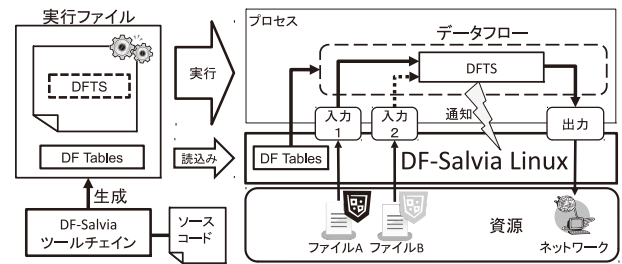 実行ファイル
DFTS
DF Tables
生成
DF-Salvia
ツールチェイン
ソース
コード
実行
読込み
プロセス
データフロー
DFTS
入力
1
入力
2
通知
出力
DF Tables
DF-Salvia Linux
ファイルA
ファイルB
資源
ネットワーク